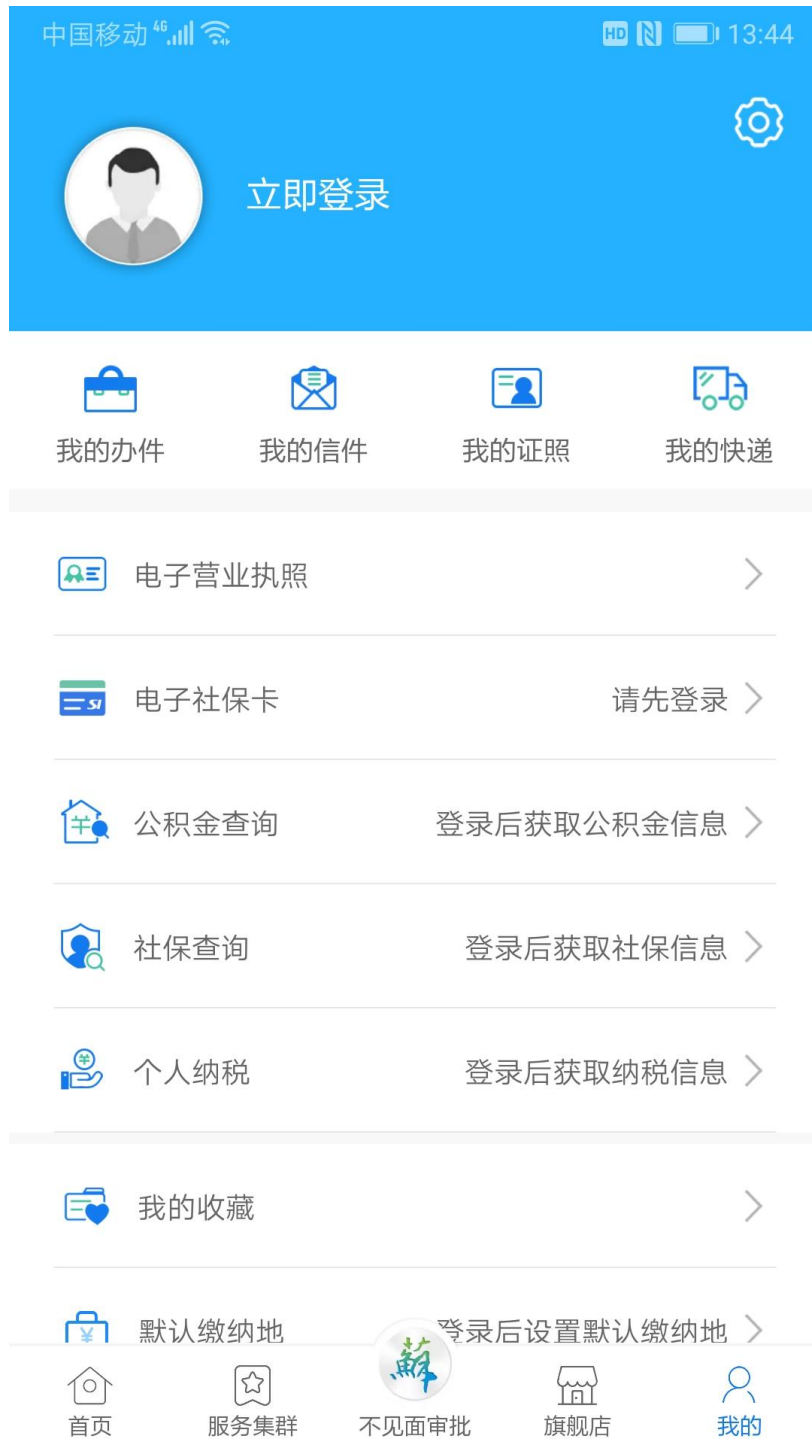 中国移动 46 HD 13:44
立即登录
我的办件 我的信件 我的证照 我的快递
电子营业执照
SI 电子社保卡 请先登录
公积金查询 登录后获取公积金信息
社保查询 登录后获取社保信息
个人纳税 登录后获取纳税信息
我的收藏
¥ 默认缴纳地 登录后设置默认缴纳地
蘇
首页 服务集群 不见面审批 旗舰店 我的